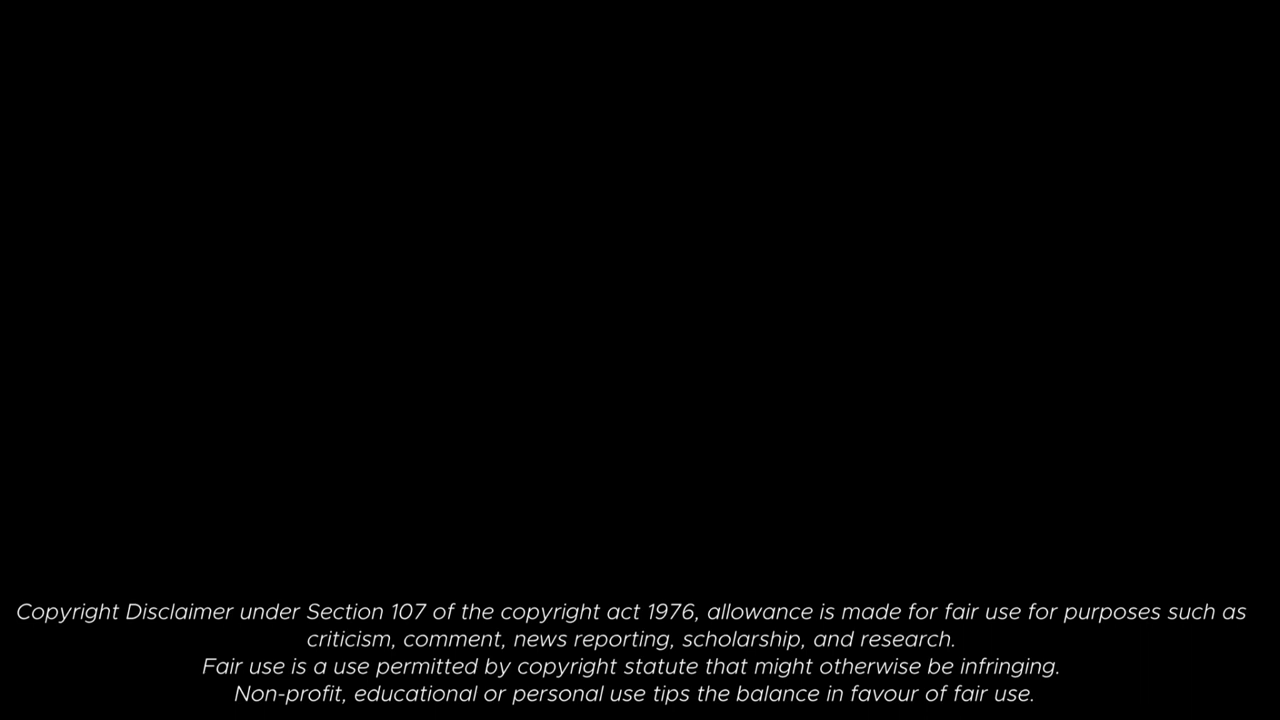 Copyright Disclaimer under Section 107 of the copyright act 1976, allowance is made for fair use for purposes such as
criticism, comment, news reporting, scholarship, and research.
Fair use is a use permitted by copyright statute that might otherwise be infringing.
Non-profit, educational or personal use tips the balance in favour of fair use.